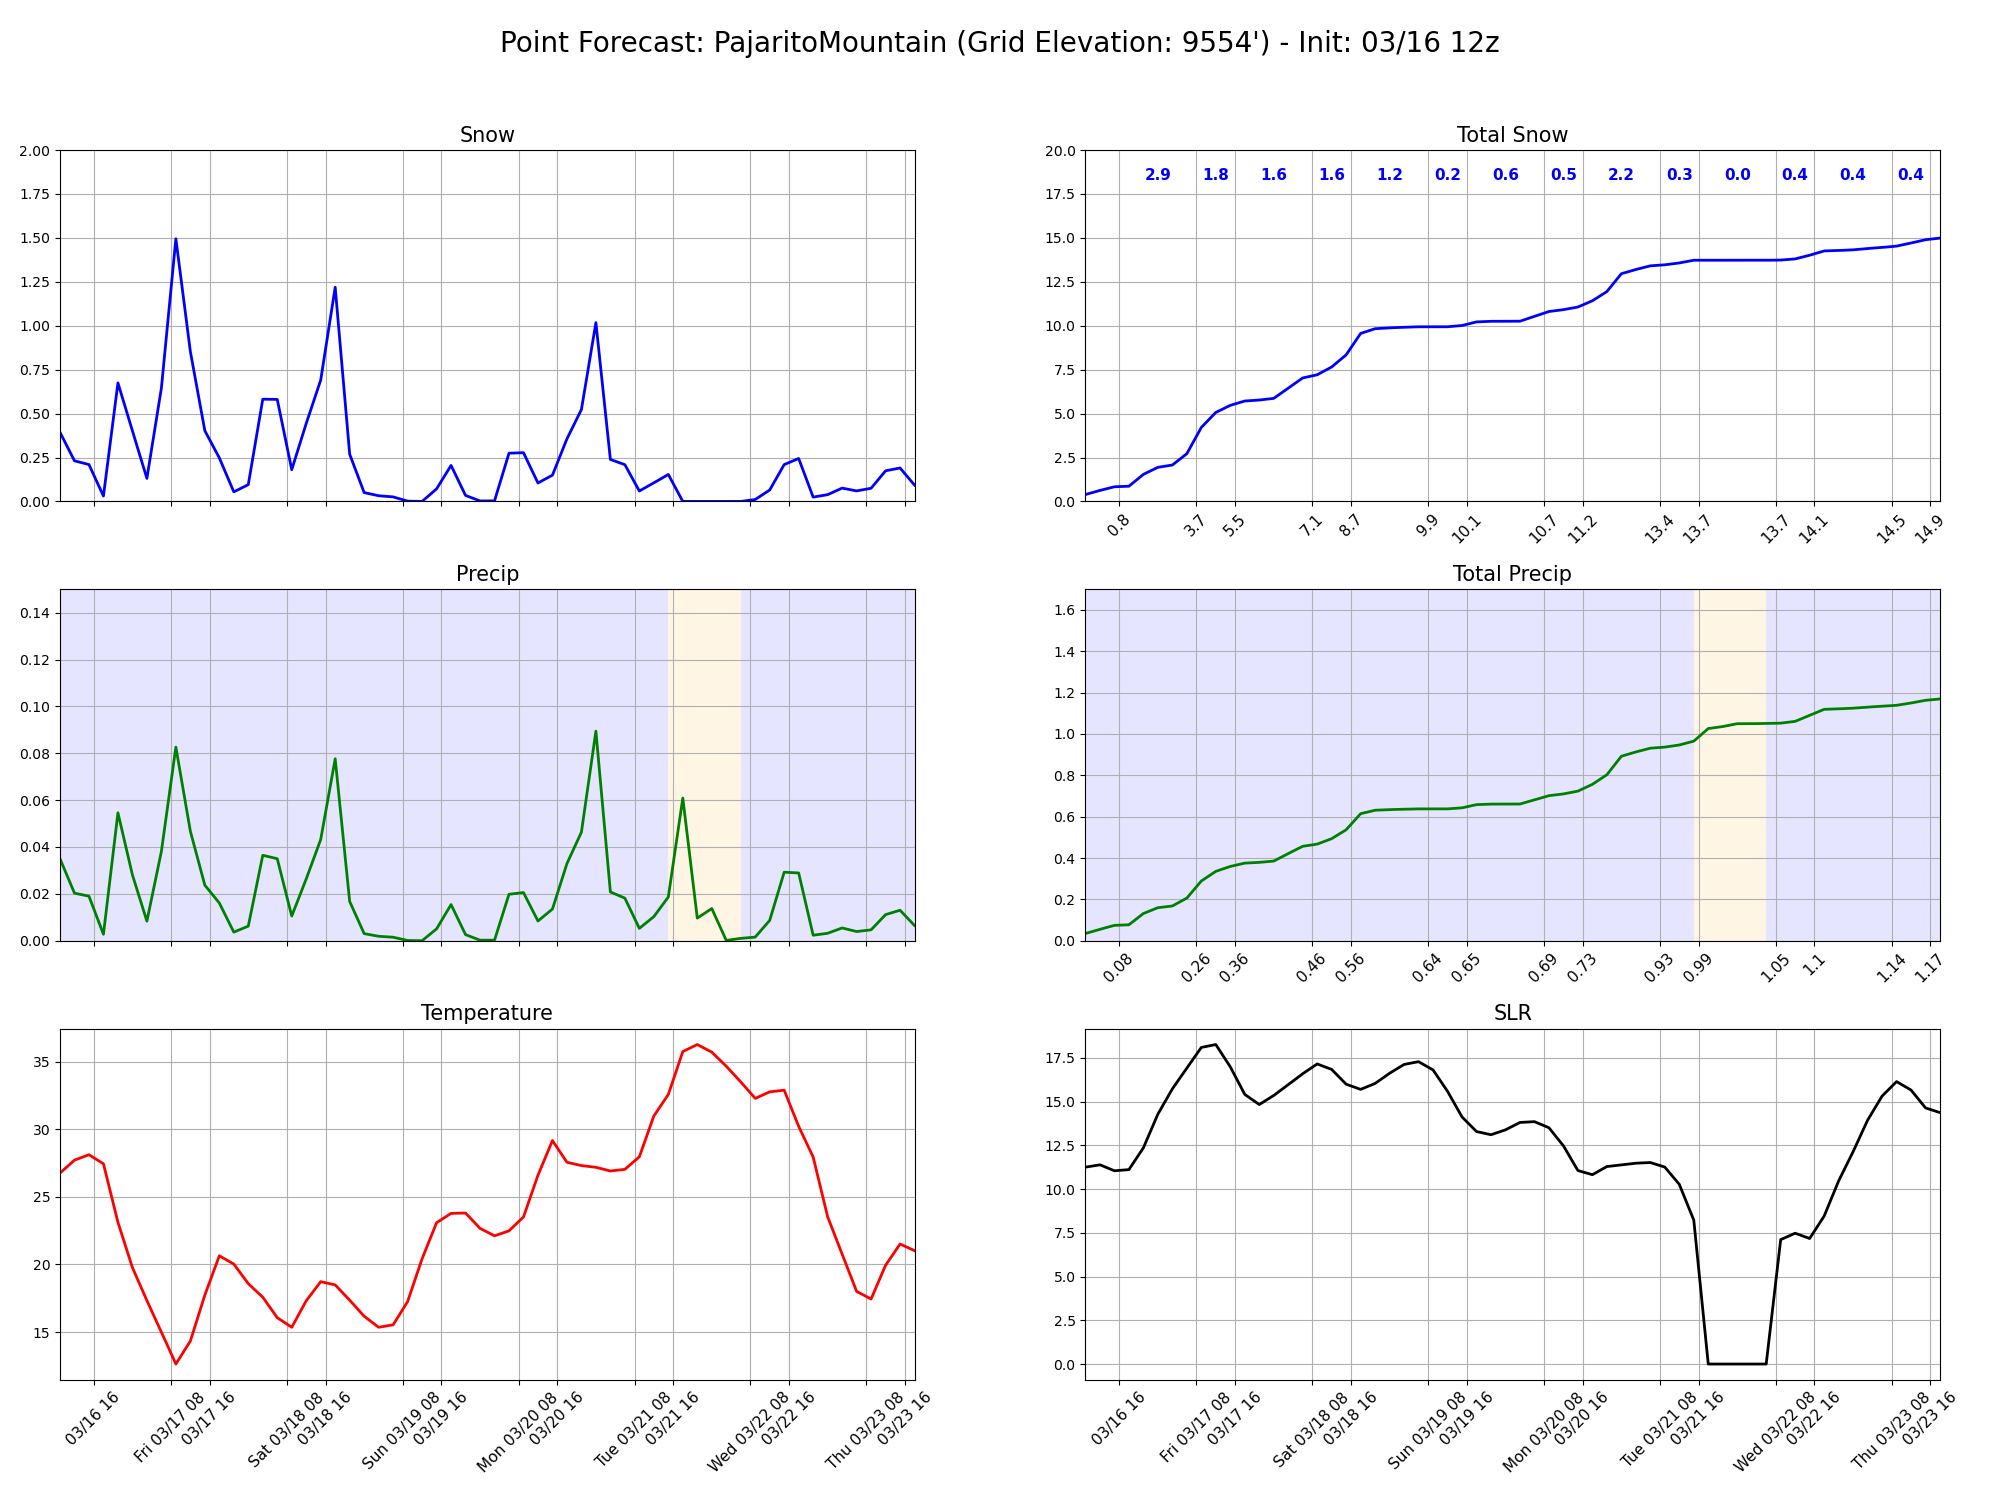 Point Forecast: PajaritoMountain (Grid Elevation: 9554') - Init: 03/16 12z
Snow
2.00
1.75
1.50
1.25
1.00
0.75
0.50
0.25
0.00
Total Snow
20.0
17.5
15.0
12.5
10.0
7.5
5.0
2.5
0.0
2.9 1.8 1.6 1.6 1.2 0.2 0.6 0.5 2.2 0.3 0.0 0.4 0.4 0.4
0.8 3.7 5.5 7.1 8.7 9.9 10.1 10.7 11.2 13.4 13.7 13.7 14.1 14.5 14.9
Precip
0.14
0.12
0.10
0.08
0.06
0.04
0.02
0.00
Total Precip
1.6
1.4
1.2
1.0
0.8
0.6
0.4
0.2
0.0
0.08 0.26 0.36 0.46 0.56 0.64 0.65 0.69 0.73 0.93 0.99 1.05 1.1 1.14 1.17
Temperature
35
30
25
20
15
03/16 16
Fri 03/17 08
03/17 16
Sat 03/18 08
03/18 16
Sun 03/19 08
03/19 16
Mon 03/20 08
03/20 16
Tue 03/21 08
03/21 16
Wed 03/22 08
03/22 16
Thu 03/23 08
03/23 16
SLR
17.5
15.0
12.5
10.0
7.5
5.0
2.5
0.0
03/16 16
Fri 03/17 08
03/17 16
Sat 03/18 08
03/18 16
Sun 03/19 08
03/19 16
Mon 03/20 08
03/20 16
Tue 03/21 08
03/21 16
Wed 03/22 08
03/22 16
Thu 03/23 08
03/23 16